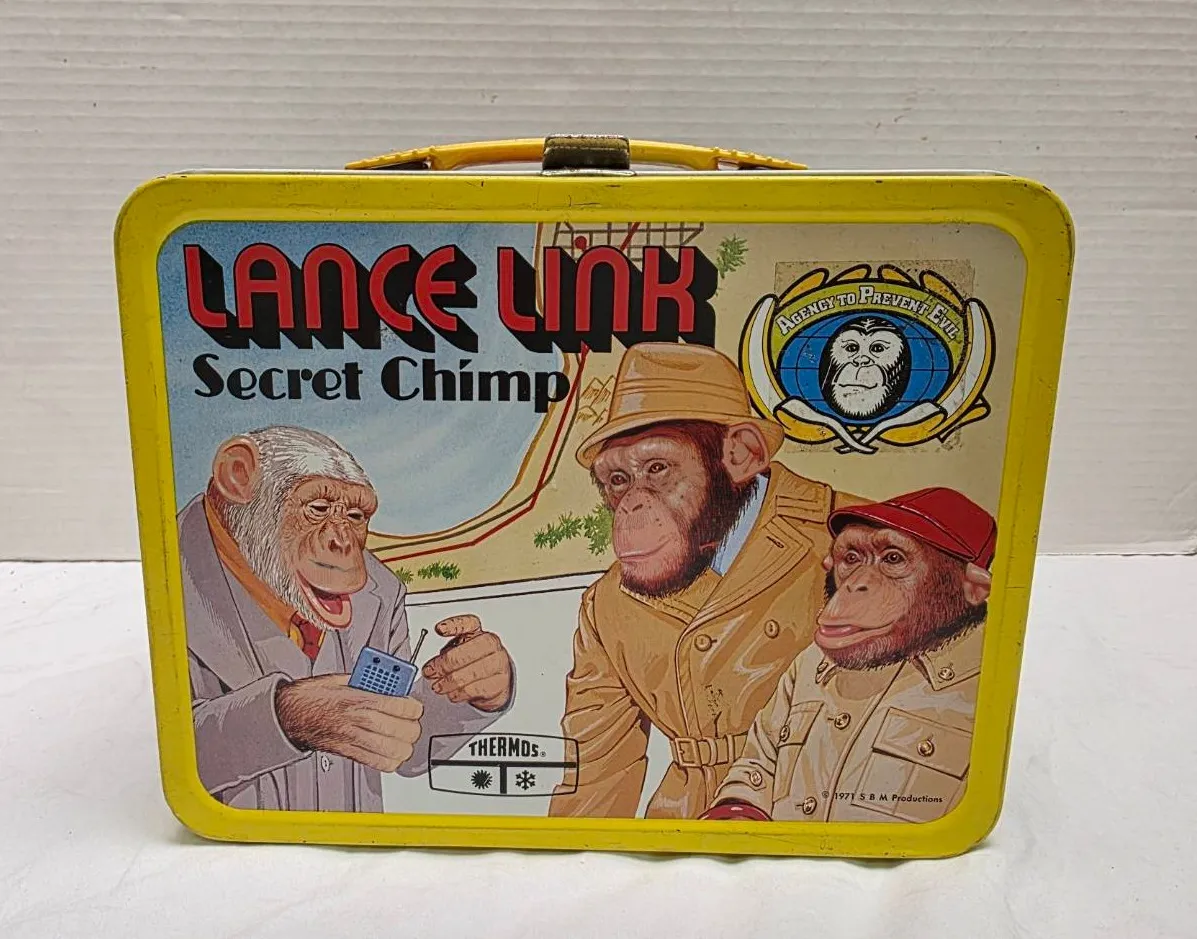 LANCE LINK
Secret Chimp
AGENCY TO PREVENT EVIL
THERMOS®
© 1971 S B M Productions